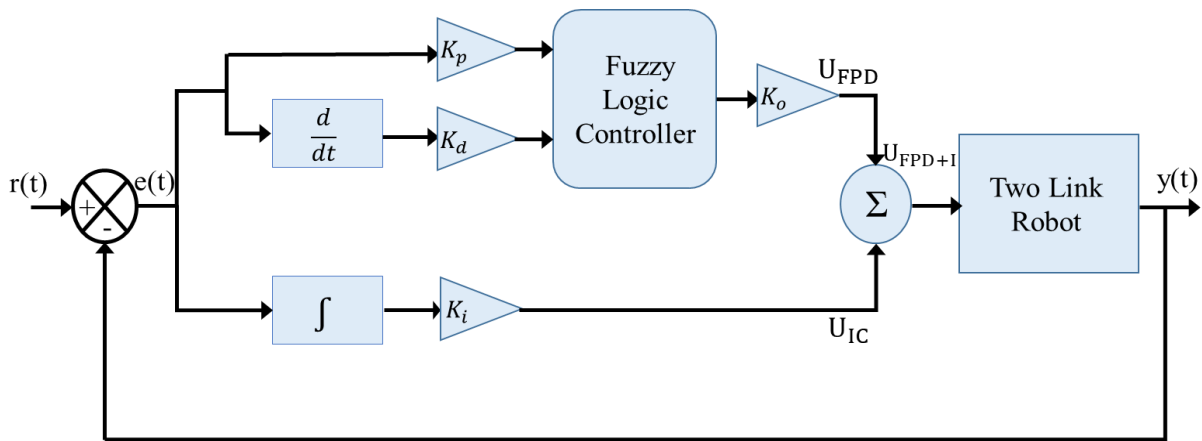 K_p
Fuzzy
Logic
Controller
K_o
U_FPD
d
dt
K_d
U_FPD+I
r(t)
e(t)
+
-
Σ
Two Link
Robot
y(t)
∫
K_i
U_IC